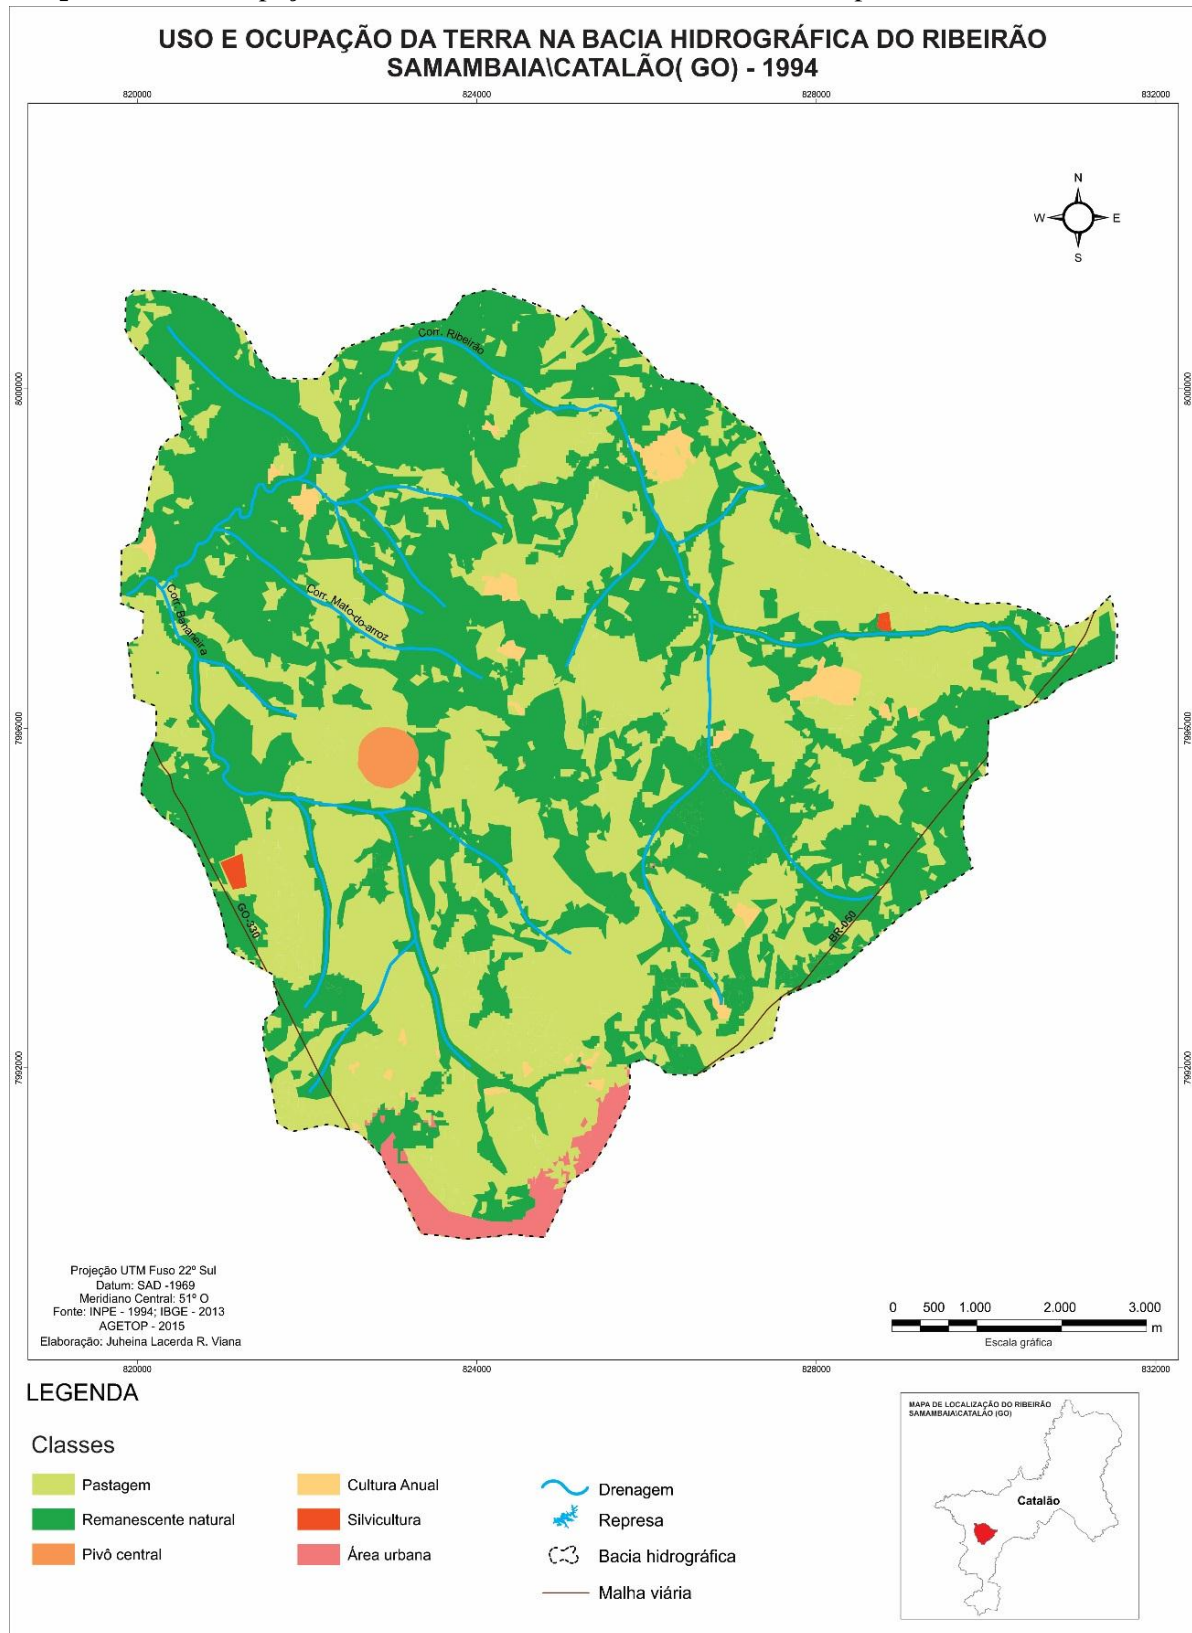 USO E OCUPAÇÃO DA TERRA NA BACIA HIDROGRÁFICA DO RIBEIRÃO
SAMAMBAIA\CATALÃO( GO) - 1994
820000
824000
828000
832000
N
W
E
S
8000000
8000000
Corr. Ribeirão
Corr. Mato-do-arroz
Corr. Bananeira
7996000
7996000
GO-330
BR-050
7992000
7992000
Projeção UTM Fuso 22º Sul
Datum: SAD -1969
Meridiano Central: 51º O
Fonte: INPE - 1994; IBGE - 2013
AGETOP - 2015
Elaboração: Juheina Lacerda R. Viana
0 500 1.000 2.000 3.000
m
Escala gráfica
820000
824000
828000
832000
LEGENDA
Classes
Pastagem
Remanescente natural
Pivô central
Cultura Anual
Silvicultura
Área urbana
Drenagem
Represa
Bacia hidrográfica
Malha viária
MAPA DE LOCALIZAÇÃO DO RIBEIRÃO
SAMAMBAIA\CATALÃO (GO)
Catalão